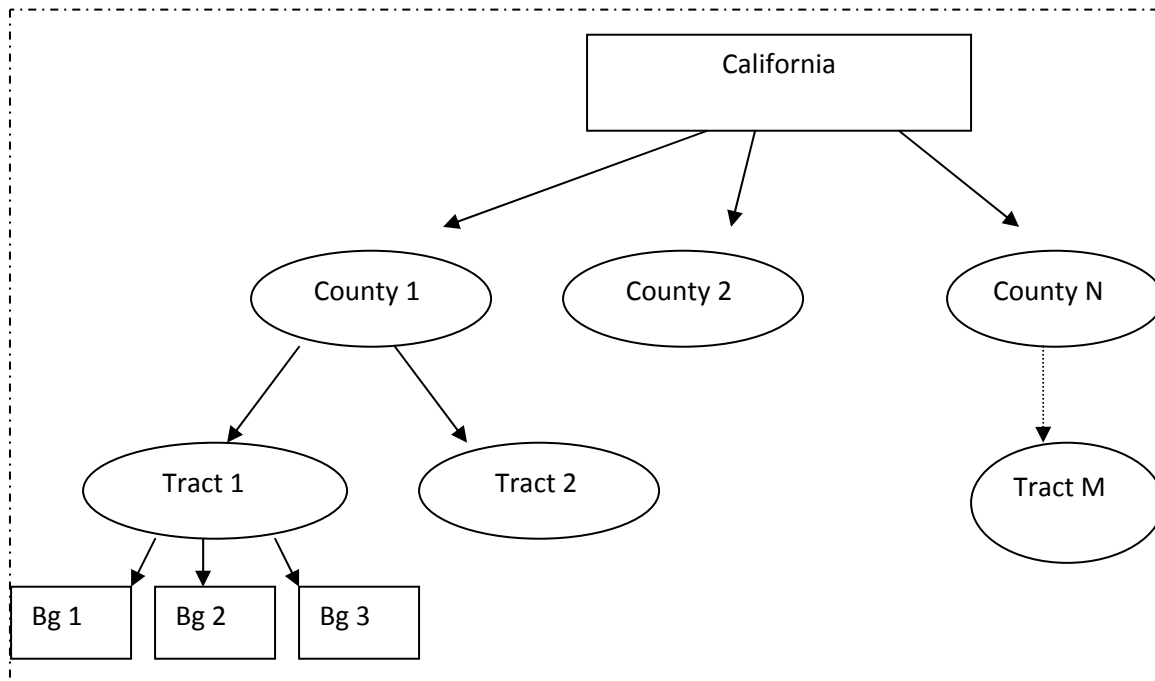 California
County 1
County 2
County N
Tract 1
Tract 2
Tract M
Bg 1
Bg 2
Bg 3